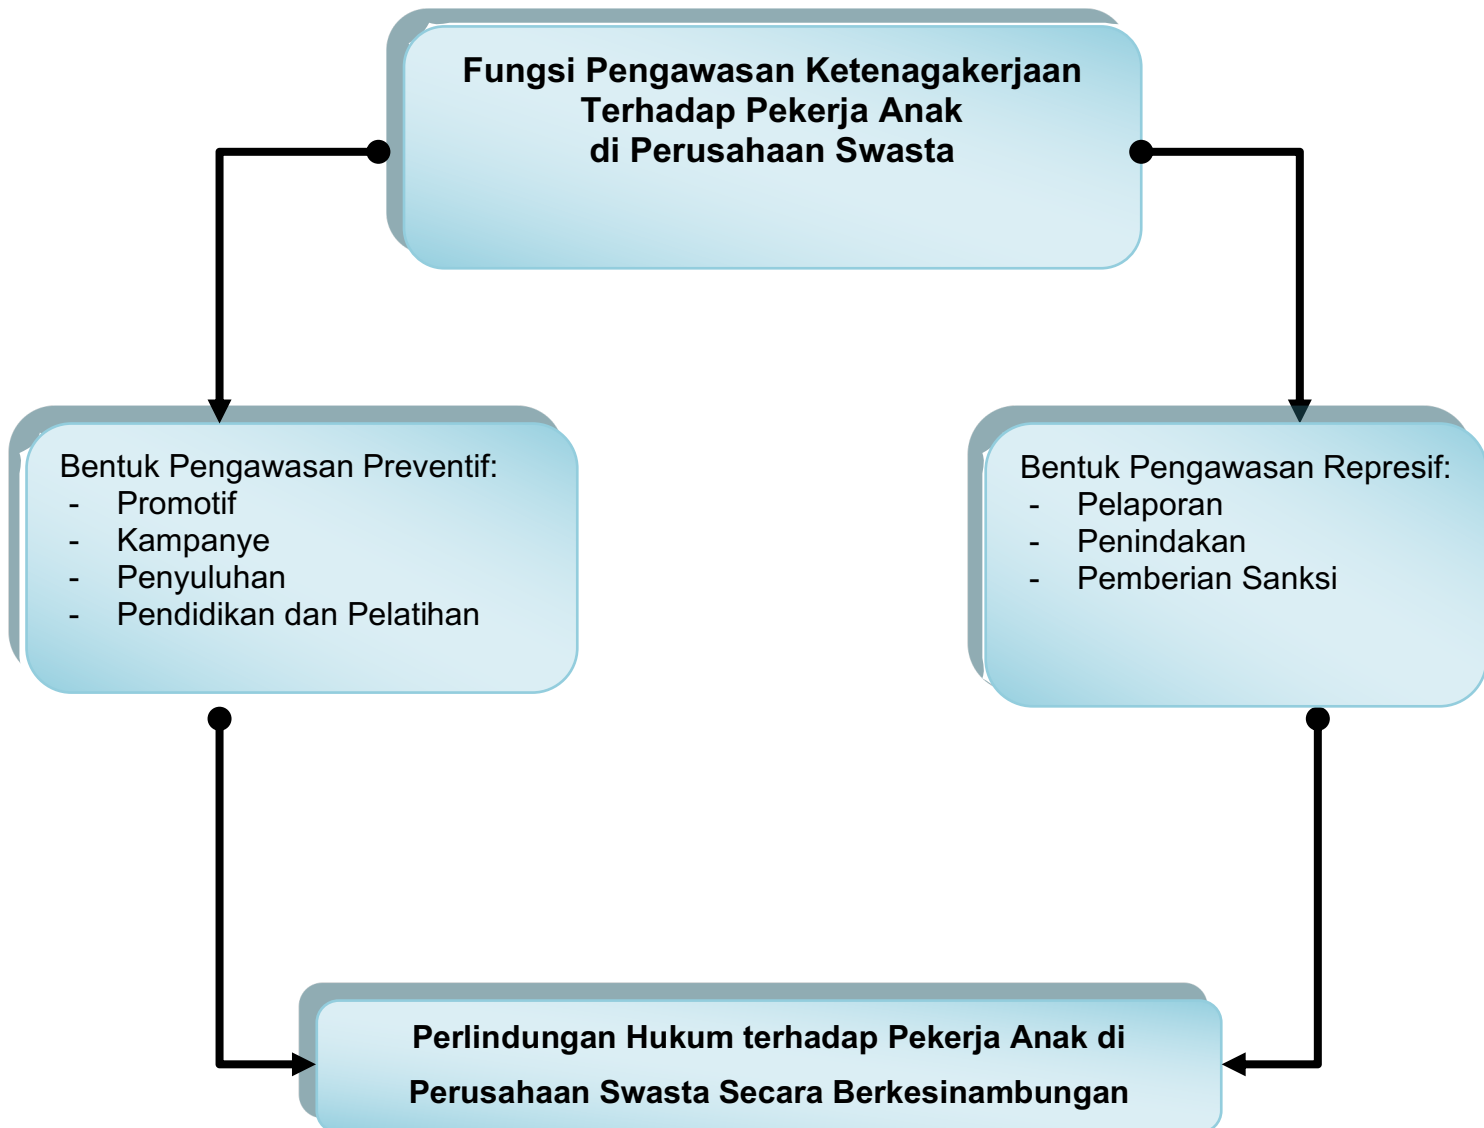 Fungsi Pengawasan Ketenagakerjaan
Terhadap Pekerja Anak
di Perusahaan Swasta
Bentuk Pengawasan Preventif:
- Promotif
- Kampanye
- Penyuluhan
- Pendidikan dan Pelatihan
Bentuk Pengawasan Represif:
- Pelaporan
- Penindakan
- Pemberian Sanksi
Perlindungan Hukum terhadap Pekerja Anak di
Perusahaan Swasta Secara Berkesinambungan